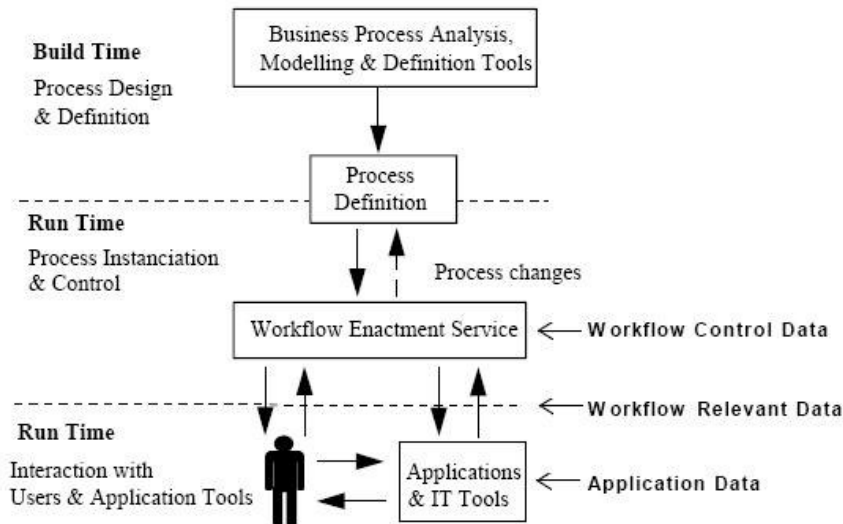 Business Process Analysis,
Modelling & Definition Tools
Build Time
Process Design
& Definition
Process
Definition
Run Time
Process Instanciation
& Control
Process changes
Workflow Enactment Service
Workflow Control Data
Workflow Relevant Data
Run Time
Interaction with
Users & Application Tools
Applications
& IT Tools
Application Data